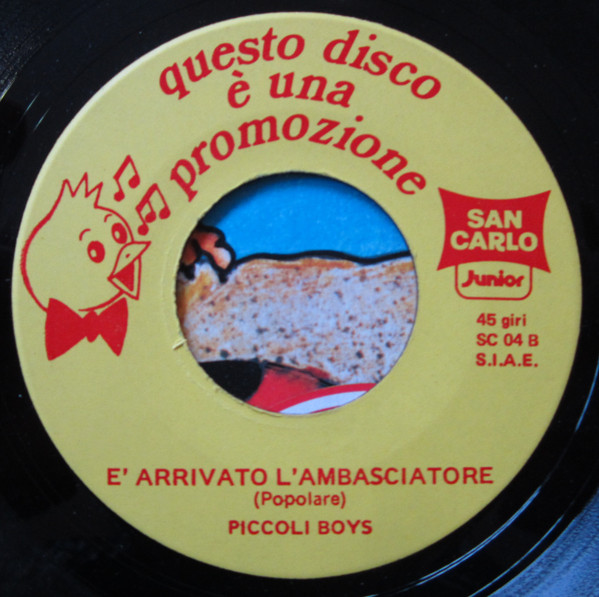 questo disco
è una
promozione
SAN
CARLO
Junior
45 giri
SC 04 B
S.I.A.E.
E' ARRIVATO L'AMBASCIATORE
(Popolare)
PICCOLI BOYS